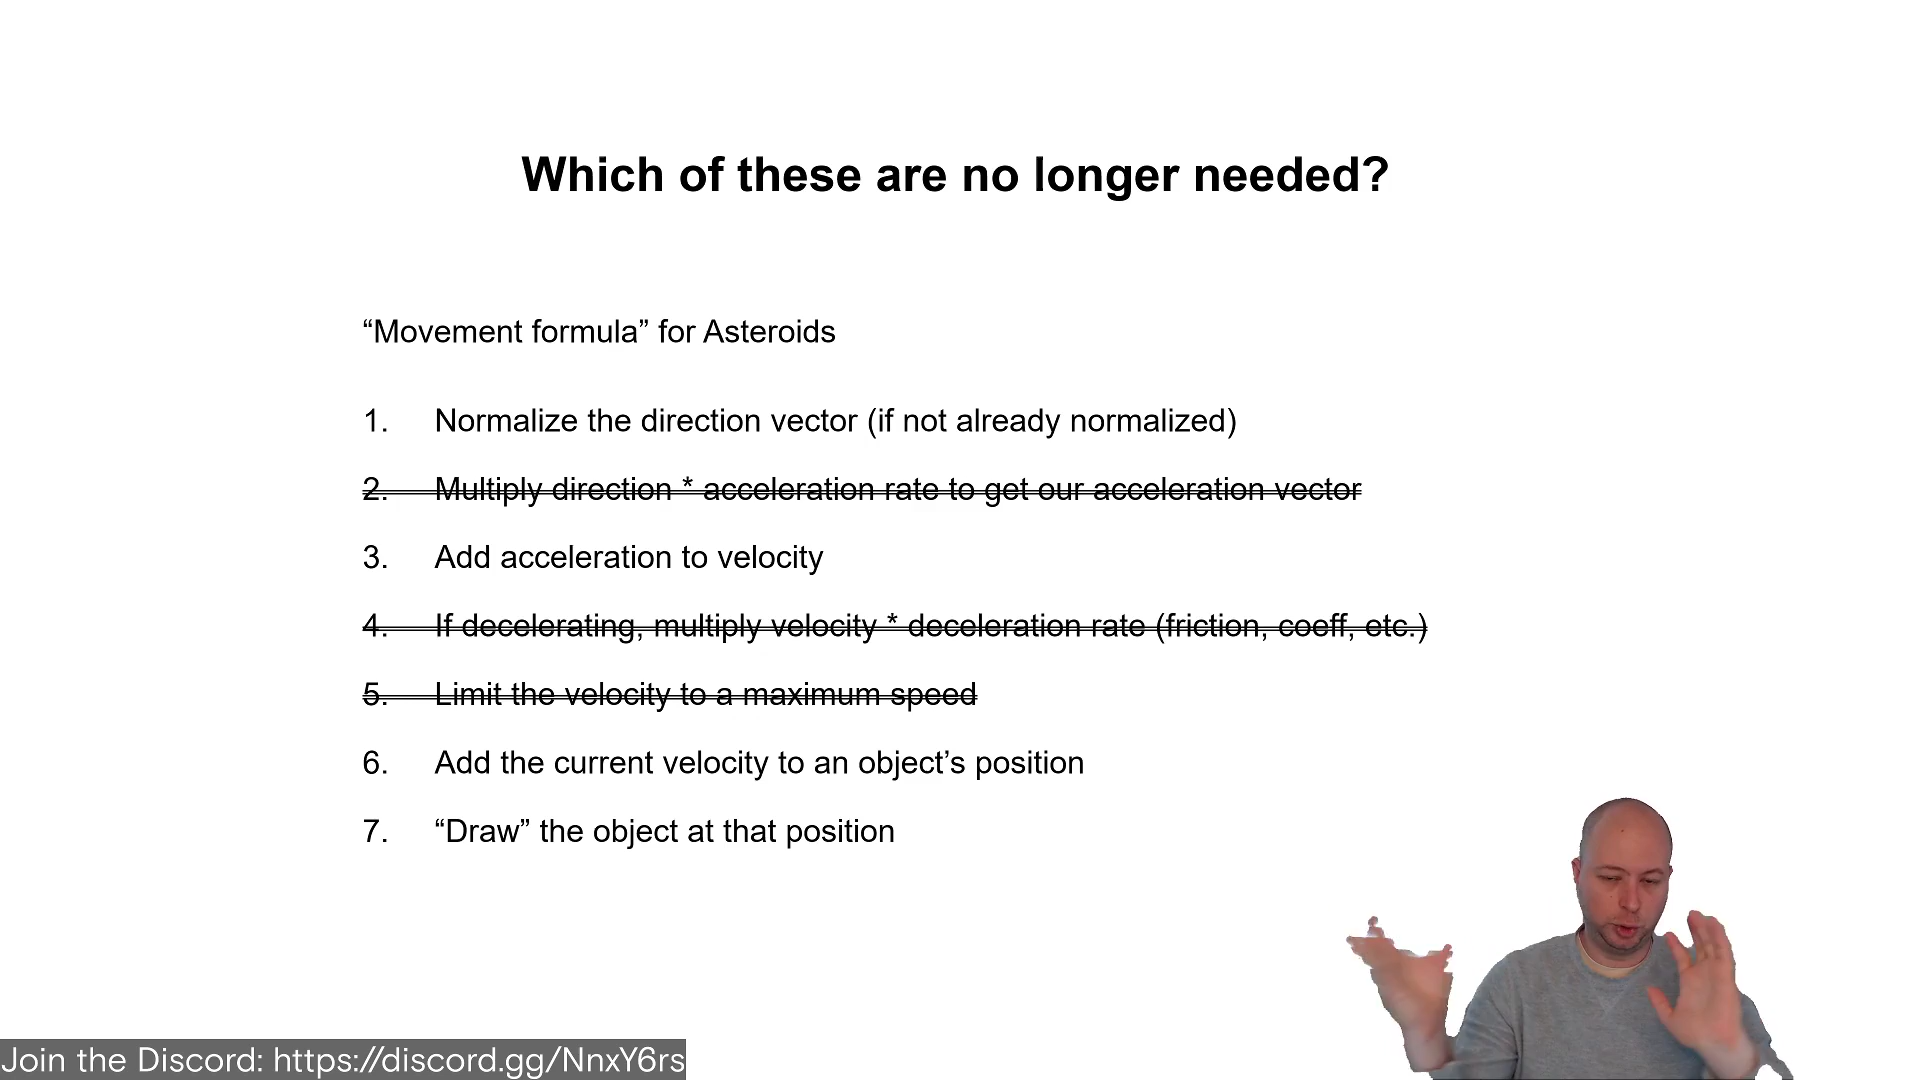 Which of these are no longer needed?
“Movement formula” for Asteroids
1. Normalize the direction vector (if not already normalized)
2. Multiply direction * acceleration rate to get our acceleration vector
3. Add acceleration to velocity
4. If decelerating, multiply velocity * deceleration rate (friction, coeff, etc.)
5. Limit the velocity to a maximum speed
6. Add the current velocity to an object’s position
7. “Draw” the object at that position
Join the Discord: https://discord.gg/NnxY6rs